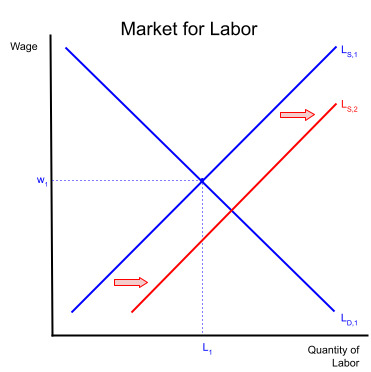 Market for Labor
Wage
L_S,1
L_S,2
w_1
L_D,1
L_1
Quantity of
Labor